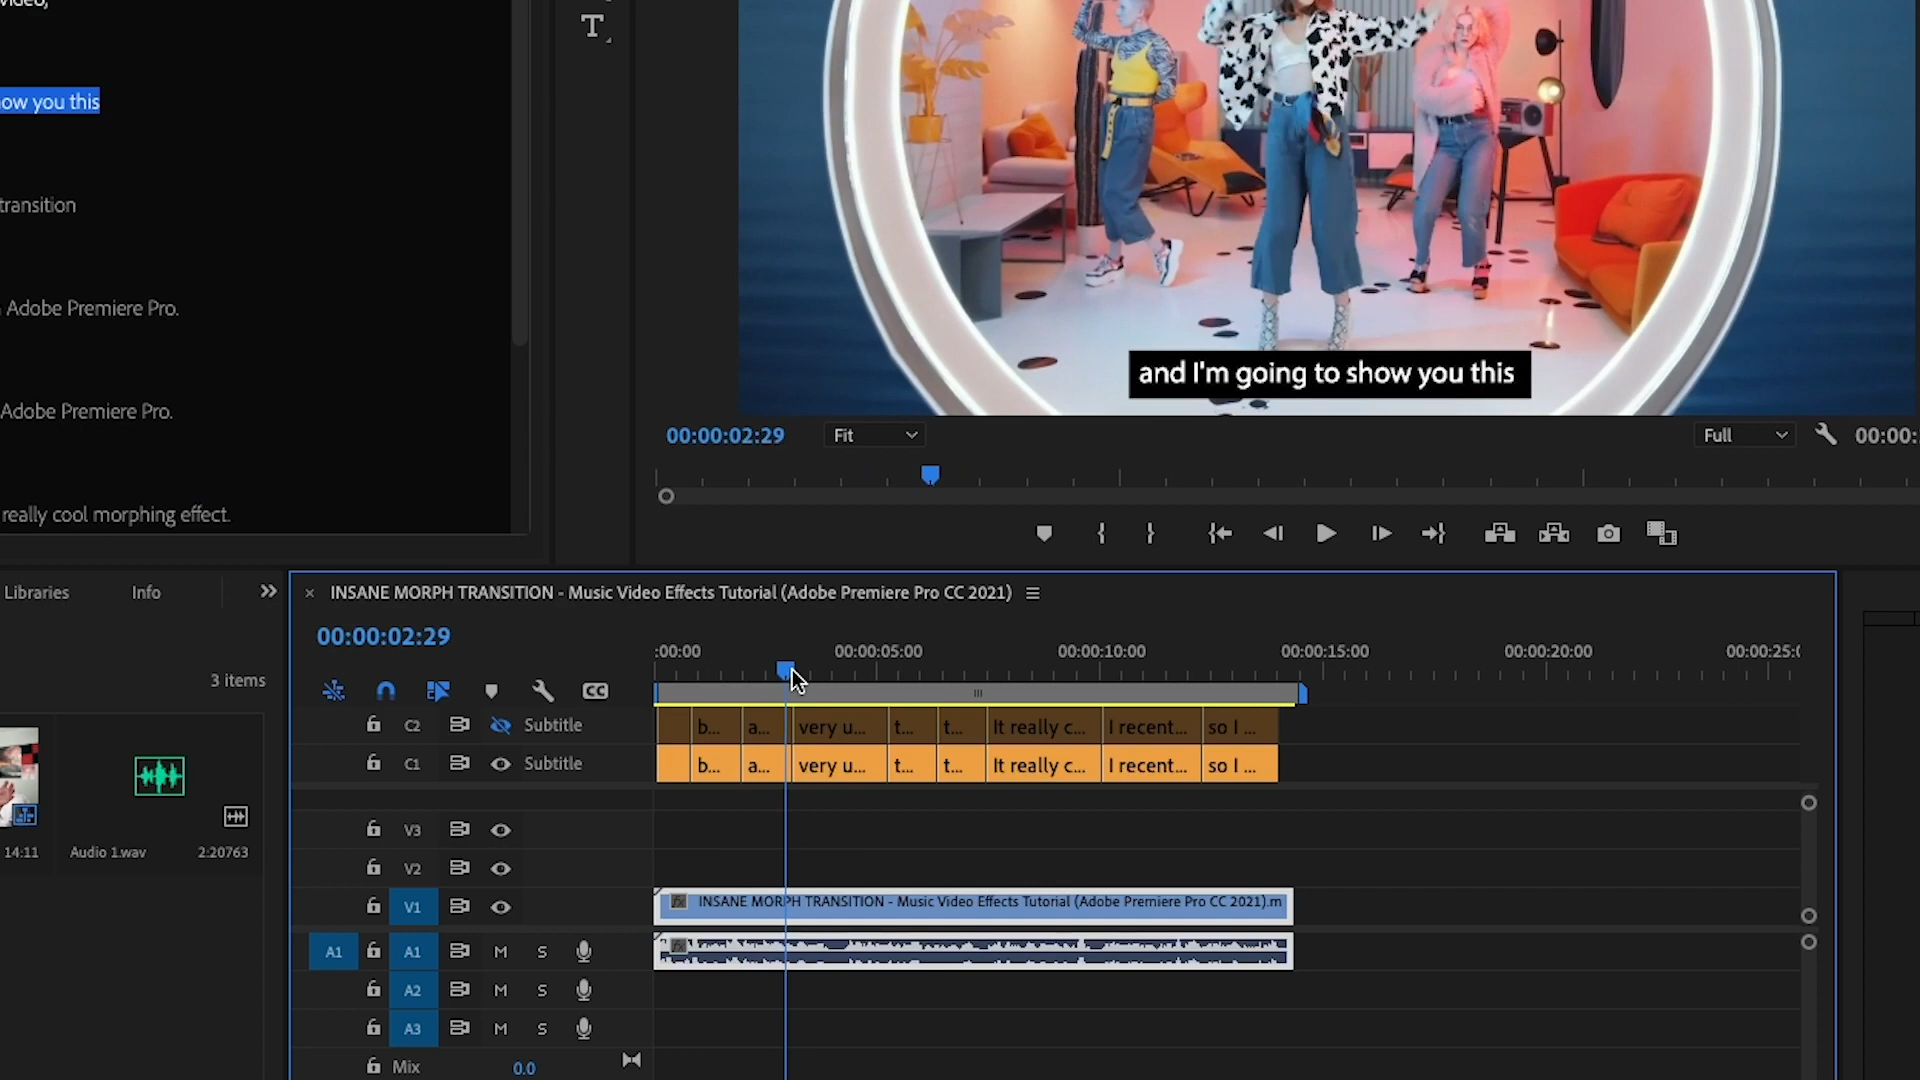 ow you this
transition
Adobe Premiere Pro.
Adobe Premiere Pro.
really cool morphing effect.
T
and I'm going to show you this
00:00:02:29
Fit
Full
00:00:
Libraries
Info
3 items
14:11
Audio 1.wav
2:20763
× INSANE MORPH TRANSITION - Music Video Effects Tutorial (Adobe Premiere Pro CC 2021)
00:00:02:29
:00:00
00:00:05:00
00:00:10:00
00:00:15:00
00:00:20:00
00:00:25:
CC
C2 Subtitle
b... a... very u... t... t... It really c... I recent... so I ...
C1 Subtitle
b... a... very u... t... t... It really c... I recent... so I ...
V3
V2
V1
fx INSANE MORPH TRANSITION - Music Video Effects Tutorial (Adobe Premiere Pro CC 2021).m
A1 A1 M S
fx
A2 M S
A3 M S
Mix 0.0